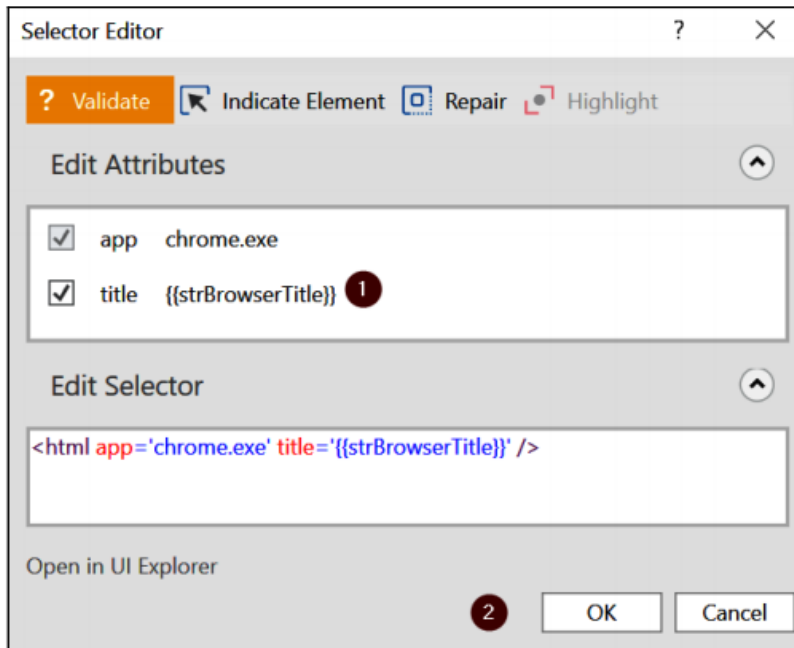 Selector Editor ?
? Validate Indicate Element Repair Highlight
Edit Attributes
app chrome.exe
title {{strBrowserTitle}} 1
Edit Selector
<html app='chrome.exe' title='{{strBrowserTitle}}' />
Open in UI Explorer
2 OK Cancel